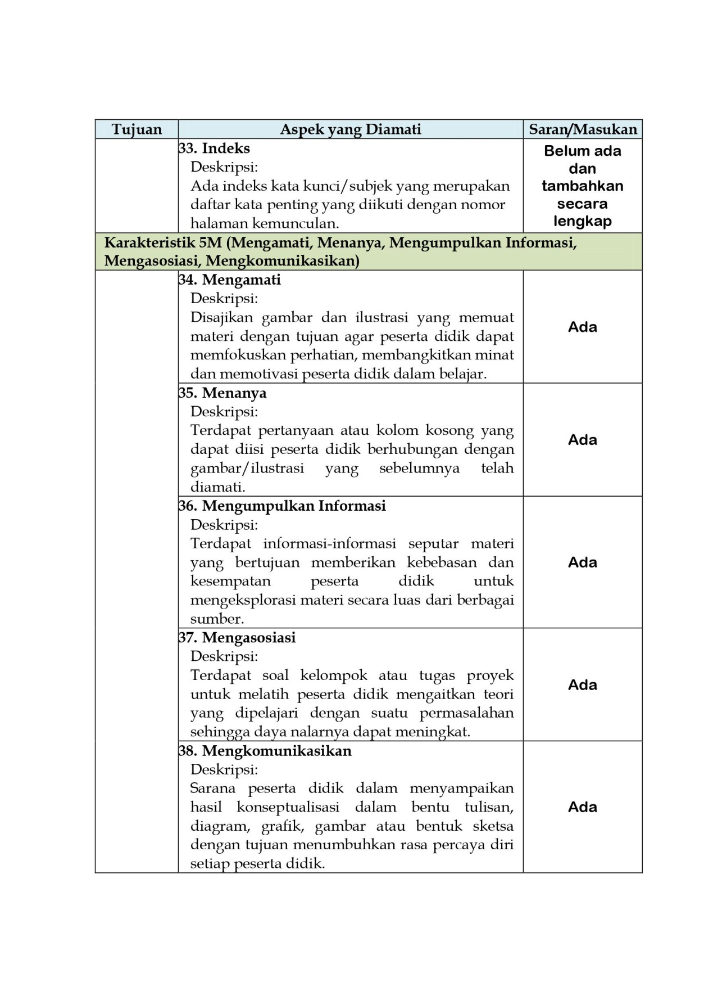 Tujuan Aspek yang Diamati Saran/Masukan
33. Indeks
Deskripsi:
Ada indeks kata kunci/subjek yang merupakan
daftar kata penting yang diikuti dengan nomor
halaman kemunculan.
Belum ada
dan
tambahkan
secara
lengkap
Karakteristik 5M (Mengamati, Menanya, Mengumpulkan Informasi,
Mengasosiasi, Mengkomunikasikan)
34. Mengamati
Deskripsi:
Disajikan gambar dan ilustrasi yang memuat
materi dengan tujuan agar peserta didik dapat
memfokuskan perhatian, membangkitkan minat
dan memotivasi peserta didik dalam belajar.
Ada
35. Menanya
Deskripsi:
Terdapat pertanyaan atau kolom kosong yang
dapat diisi peserta didik berhubungan dengan
gambar/ilustrasi yang sebelumnya telah
diamati.
Ada
36. Mengumpulkan Informasi
Deskripsi:
Terdapat informasi-informasi seputar materi
yang bertujuan memberikan kebebasan dan
kesempatan peserta didik untuk
mengeksplorasi materi secara luas dari berbagai
sumber.
Ada
37. Mengasosiasi
Deskripsi:
Terdapat soal kelompok atau tugas proyek
untuk melatih peserta didik mengaitkan teori
yang dipelajari dengan suatu permasalahan
sehingga daya nalarnya dapat meningkat.
Ada
38. Mengkomunikasikan
Deskripsi:
Sarana peserta didik dalam menyampaikan
hasil konseptualisasi dalam bentu tulisan,
diagram, grafik, gambar atau bentuk sketsa
dengan tujuan menumbuhkan rasa percaya diri
setiap peserta didik.
Ada